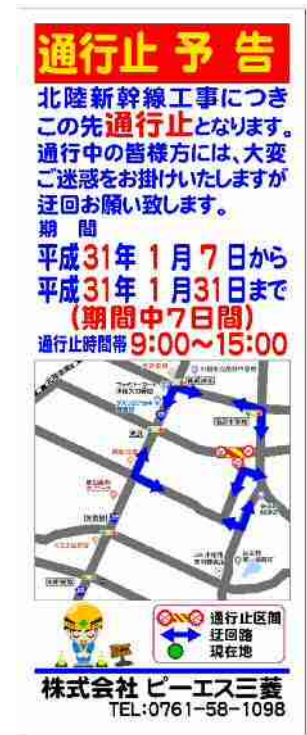 通行止 予告
北陸新幹線工事につき
この先通行止となります。
通行中の皆様方には、大変
ご迷惑をお掛けいたしますが
迂回お願い致します。
期 間
平成31年 1月 7日から
平成31年 1月31日まで
(期間中7日間)
通行止時間帯 9:00～15:00
通行止区間
迂回路
現在地
株式会社 ピーエス三菱
TEL:0761-58-1098